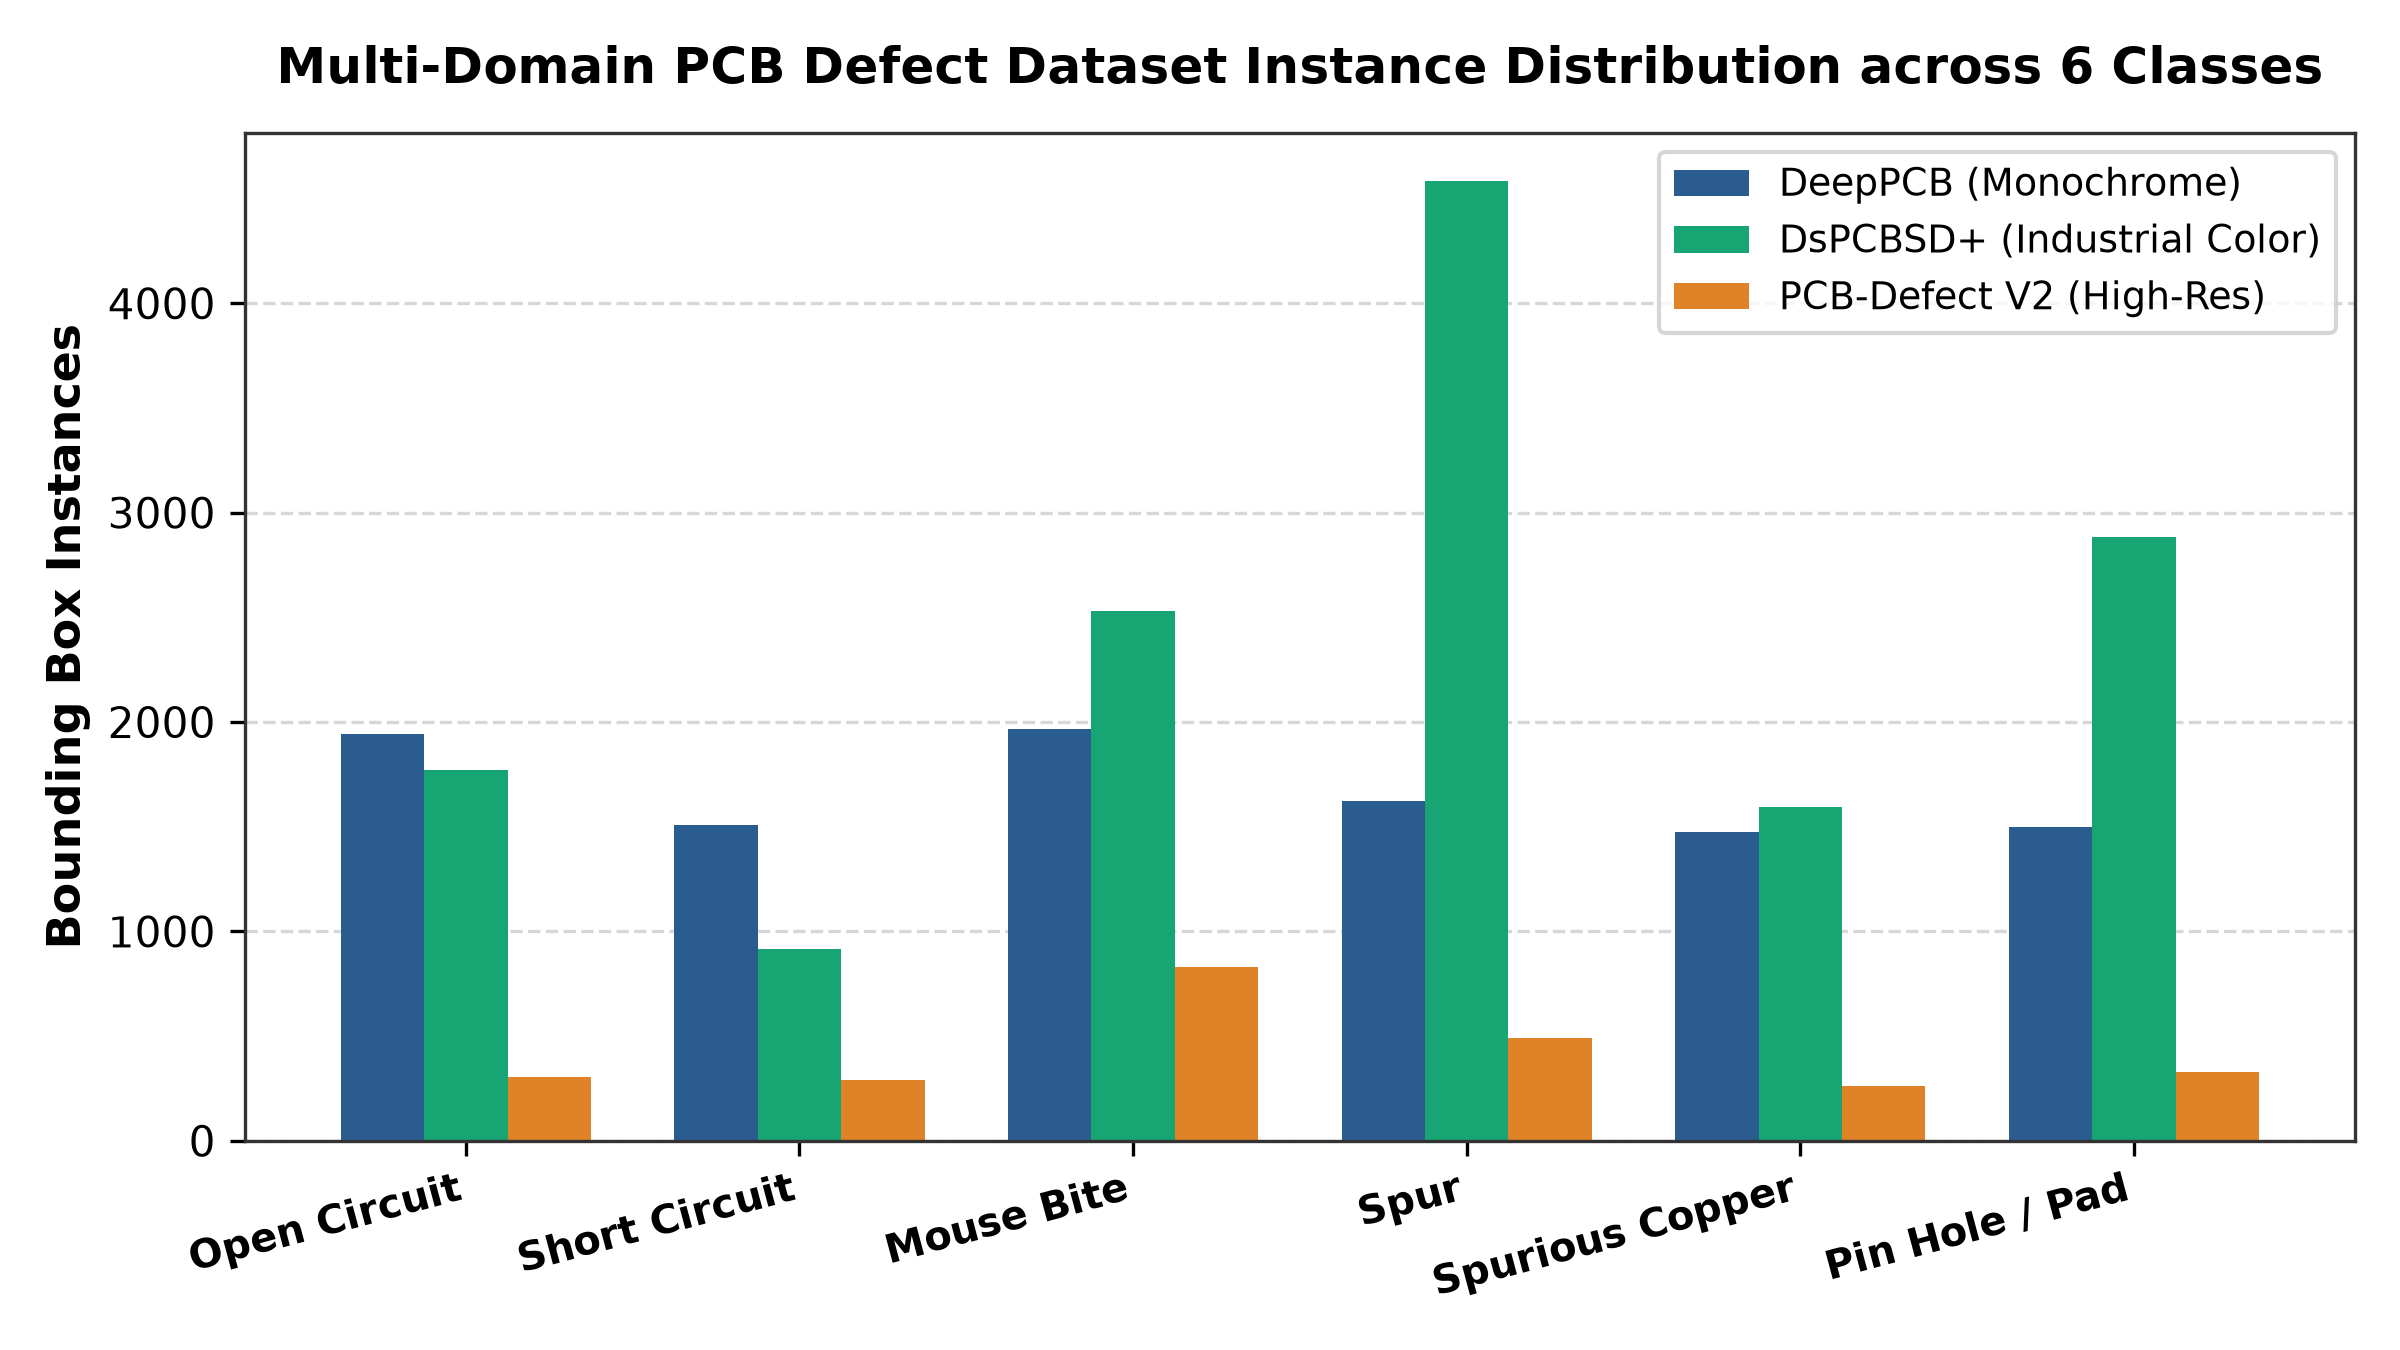 Multi-Domain PCB Defect Dataset Instance Distribution across 6 Classes
DeepPCB (Monochrome)
DsPCBSD+ (Industrial Color)
PCB-Defect V2 (High-Res)
Bounding Box Instances
4000
3000
2000
1000
0
Open Circuit
Short Circuit
Mouse Bite
Spur
Spurious Copper
Pin Hole / Pad